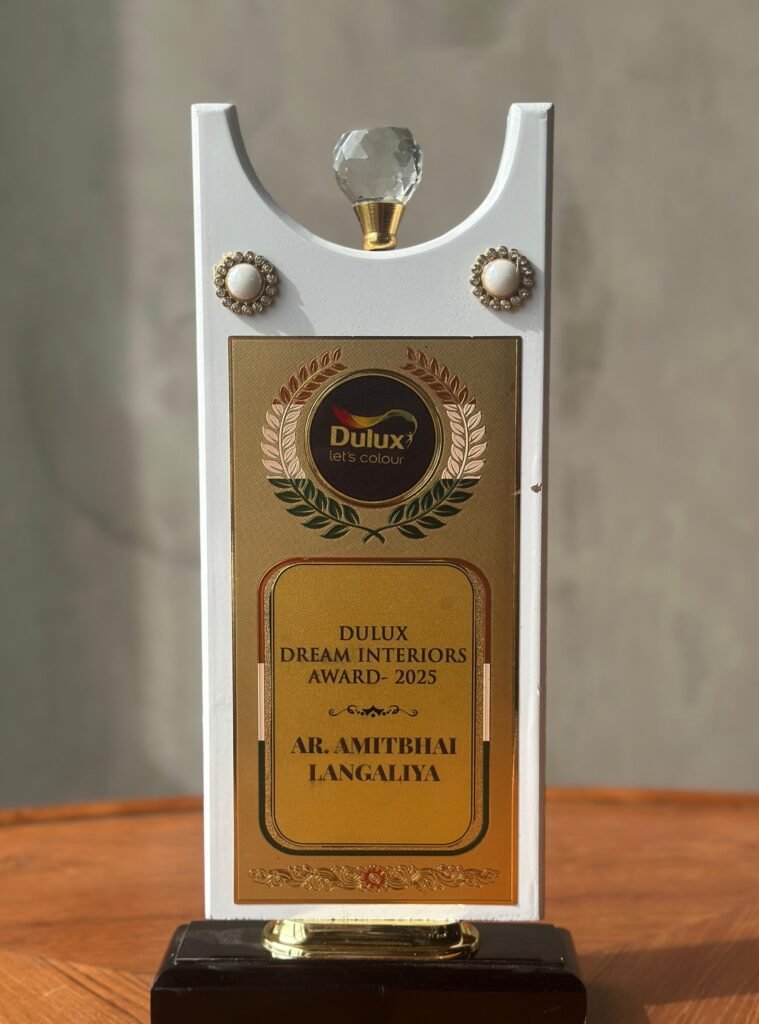 Dulux
let's colour
DULUX
DREAM INTERIORS
AWARD- 2025
AR. AMITBHAI
LANGALIYA